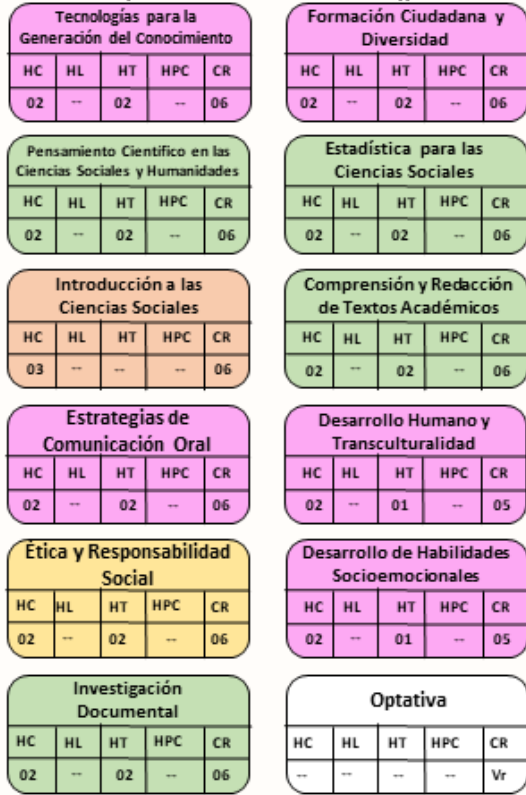 Tecnologías para la
Generación del Conocimiento
HC HL HT HPC CR
02 -- 02 -- 06
Formación Ciudadana y
Diversidad
HC HL HT HPC CR
02 -- 02 -- 06
Pensamiento Científico en las
Ciencias Sociales y Humanidades
HC HL HT HPC CR
02 -- 02 -- 06
Estadística para las
Ciencias Sociales
HC HL HT HPC CR
02 -- 02 -- 06
Introducción a las
Ciencias Sociales
HC HL HT HPC CR
03 -- -- -- 06
Comprensión y Redacción
de Textos Académicos
HC HL HT HPC CR
02 -- 02 -- 06
Estrategias de
Comunicación Oral
HC HL HT HPC CR
02 -- 02 -- 06
Desarrollo Humano y
Transculturalidad
HC HL HT HPC CR
02 -- 01 -- 05
Ética y Responsabilidad
Social
HC HL HT HPC CR
02 -- 02 -- 06
Desarrollo de Habilidades
Socioemocionales
HC HL HT HPC CR
02 -- 01 -- 05
Investigación
Documental
HC HL HT HPC CR
02 -- 02 -- 06
Optativa
HC HL HT HPC CR
-- -- -- -- Vr